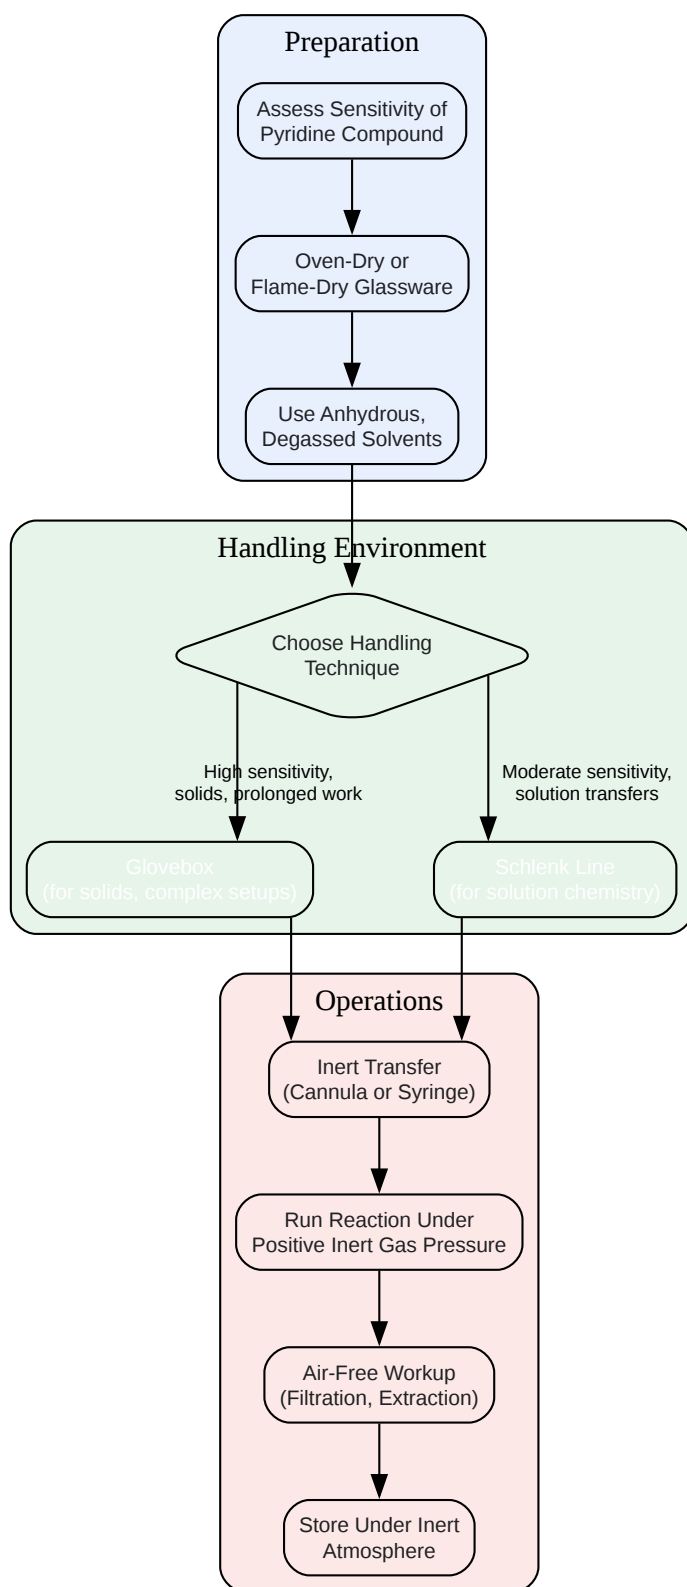 Preparation
Assess Sensitivity of
Pyridine Compound
Oven-Dry or
Flame-Dry Glassware
Use Anhydrous,
Degassed Solvents
Handling Environment
Choose Handling
Technique
High sensitivity,
solids, prolonged work
Moderate sensitivity,
solution transfers
Glovebox
(for solids, complex setups)
Schlenk Line
(for solution chemistry)
Operations
Inert Transfer
(Cannula or Syringe)
Run Reaction Under
Positive Inert Gas Pressure
Air-Free Workup
(Filtration, Extraction)
Store Under Inert
Atmosphere